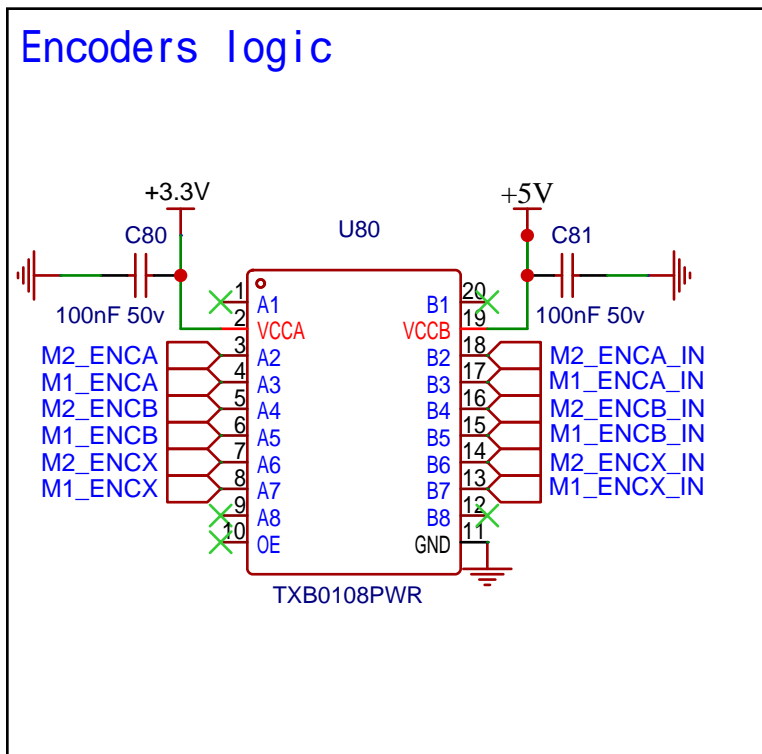 Encoders logic
+3.3V
+5V
C80
U80
C81
100nF 50v
100nF 50v
1 A1 B1 20
2 VCCA VCCB 19
M2_ENCA 3 A2 B2 18 M2_ENCA_IN
M1_ENCA 4 A3 B3 17 M1_ENCA_IN
M2_ENCB 5 A4 B4 16 M2_ENCB_IN
M1_ENCB 6 A5 B5 15 M1_ENCB_IN
M2_ENCX 7 A6 B6 14 M2_ENCX_IN
M1_ENCX 8 A7 B7 13 M1_ENCX_IN
9 A8 B8 12
10 OE GND 11
TXB0108PWR